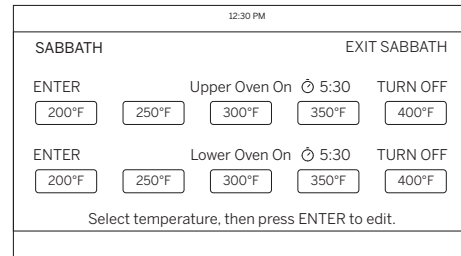 12:30 PM
SABBATH EXIT SABBATH
ENTER Upper Oven On 5:30 TURN OFF
200°F 250°F 300°F 350°F 400°F
ENTER Lower Oven On 5:30 TURN OFF
200°F 250°F 300°F 350°F 400°F
Select temperature, then press ENTER to edit.